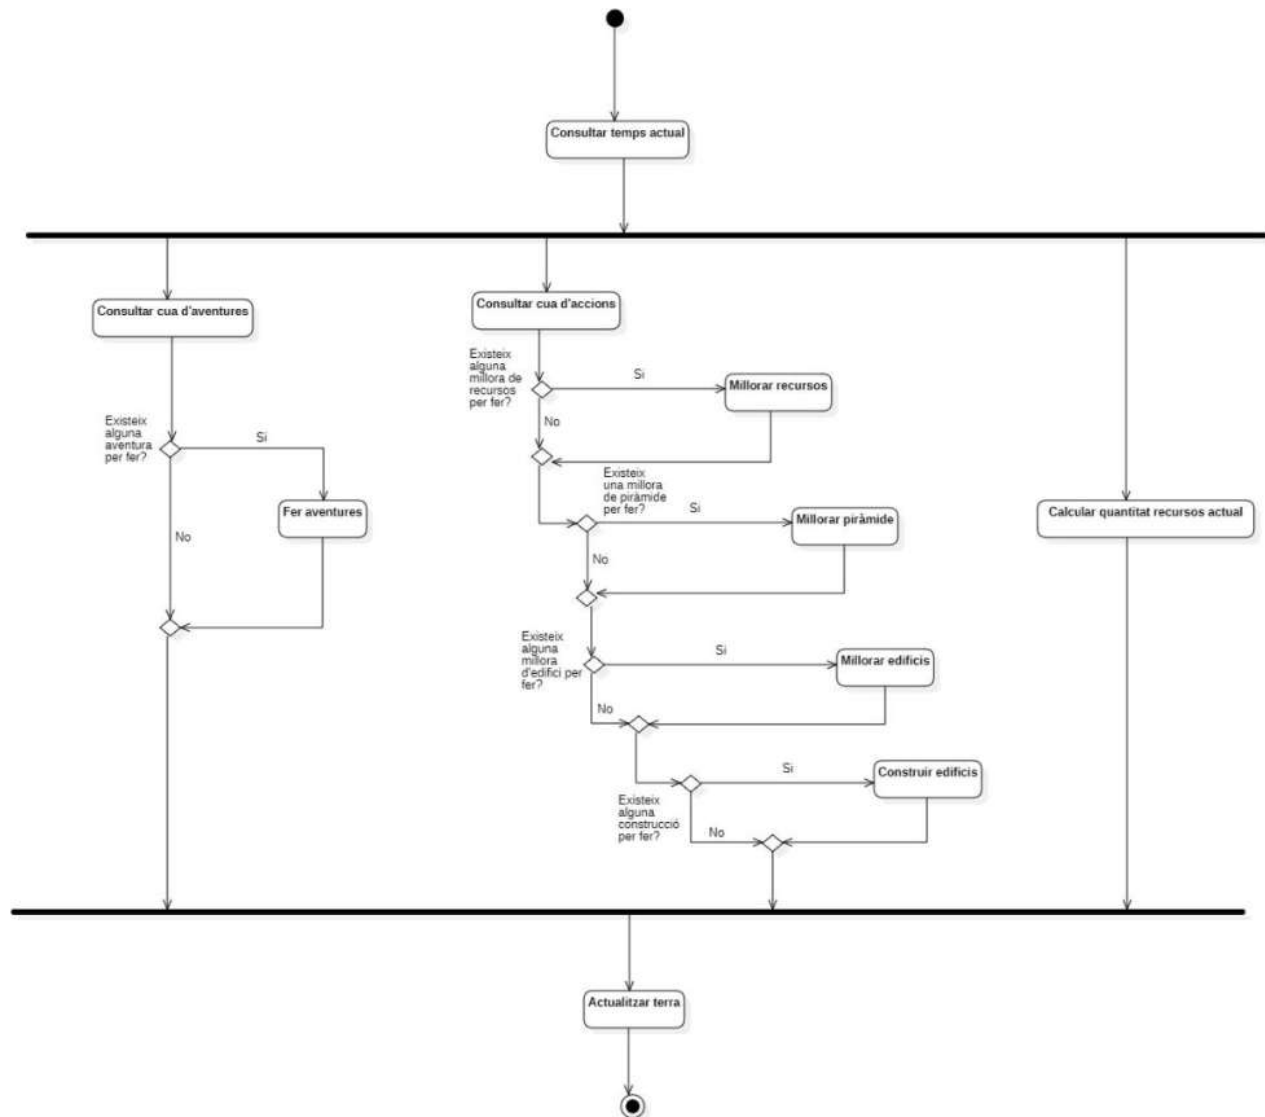 Consultar temps actual
Consultar cua d'aventures
Existeix
alguna
aventura
per fer?
Si
Fer aventures
No
Consultar cua d'accions
Existeix
alguna
millora de
recursos
per fer?
Si
Millorar recursos
No
Existeix
una millora
de piràmide
per fer?
Si
Millorar piràmide
No
Existeix
alguna
millora
d'edifici per
fer?
Si
Millorar edificis
No
Existeix
alguna
construcció
per fer?
Si
Construir edificis
No
Calcular quantitat recursos actual
Actualitzar terra